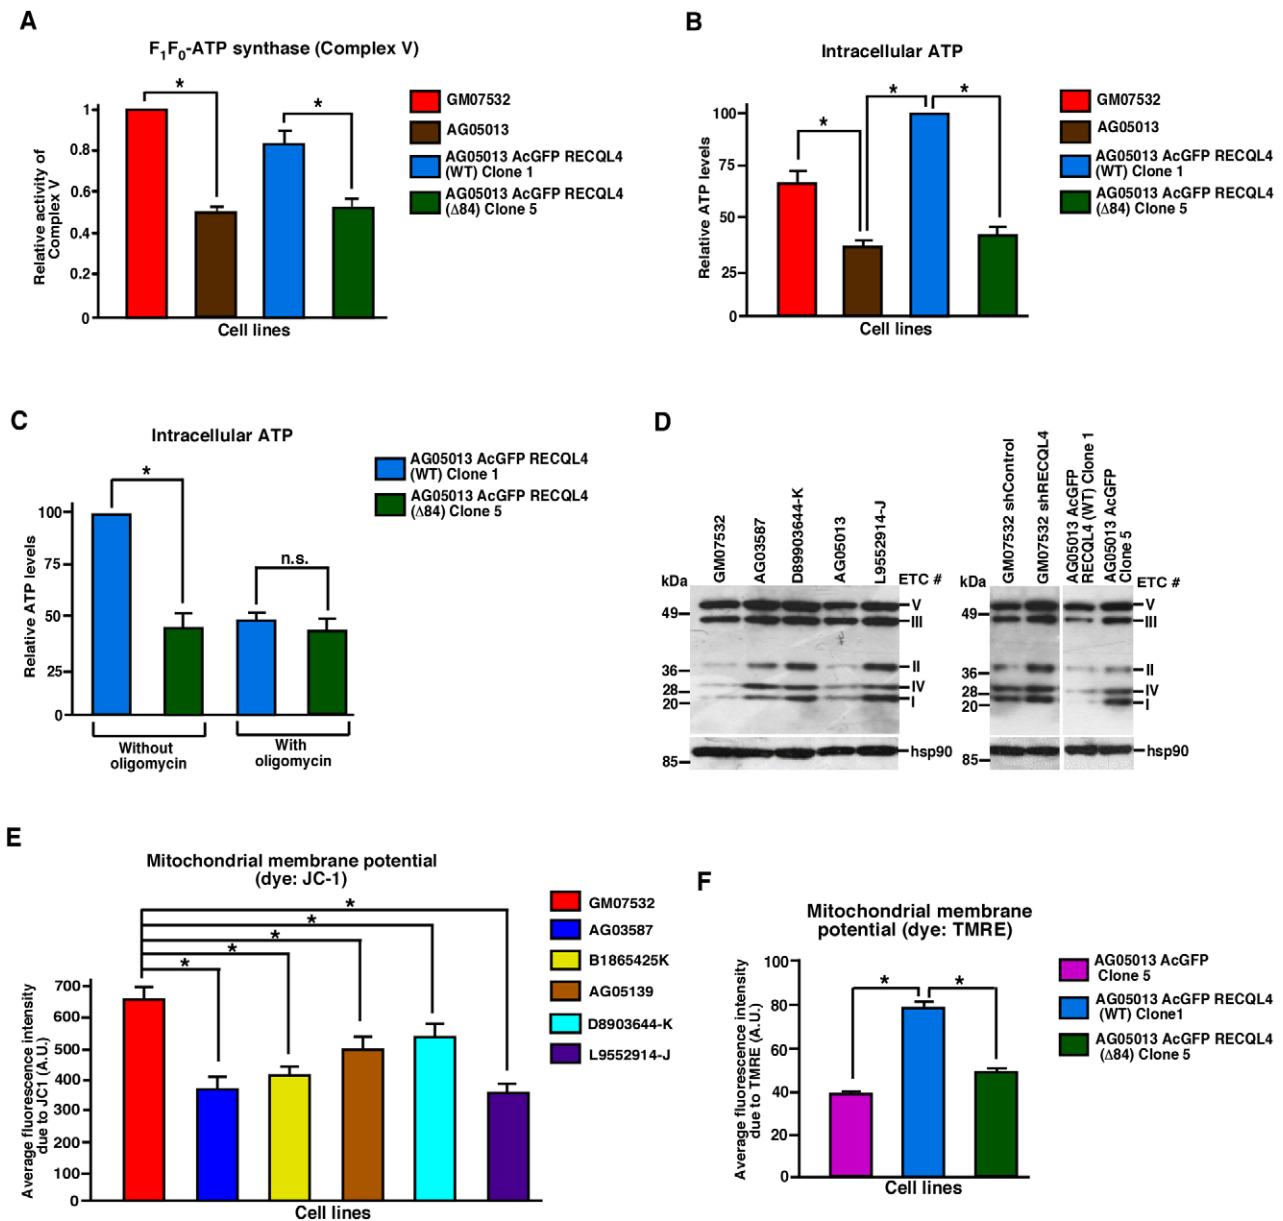 A
F1F0-ATP synthase (Complex V)
*
*
1
0.8
0.6
0.4
0.2
0
Relative activity of
Complex V
Cell lines
GM07532
AG05013
AG05013 AcGFP RECQL4
(WT) Clone 1
AG05013 AcGFP RECQL4
(Δ84) Clone 5
B
Intracellular ATP
*
*
*
100
75
50
25
0
Relative ATP levels
Cell lines
GM07532
AG05013
AG05013 AcGFP RECQL4
(WT) Clone 1
AG05013 AcGFP RECQL4
(Δ84) Clone 5
C
Intracellular ATP
*
n.s.
100
75
50
25
0
Relative ATP levels
Without
oligomycin
With
oligomycin
AG05013 AcGFP RECQL4
(WT) Clone 1
AG05013 AcGFP RECQL4
(Δ84) Clone 5
D
GM07532
AG03587
D89903644-K
AG05013
L9552914-J
kDa
ETC #
49
36
28
20
85
V
III
II
IV
I
hsp90
GM07532 shControl
GM07532 shRECQL4
AG05013 AcGFP
RECQL4 (WT) Clone 1
AG05013 AcGFP
Clone 5
kDa
ETC #
49
36
28
20
85
V
III
II
IV
I
hsp90
E
Mitochondrial membrane potential
(dye: JC-1)
*
*
*
*
*
700
600
500
400
300
200
100
0
Average fluorescence intensity
due to JC1 (A.U.)
Cell lines
GM07532
AG03587
B1865425K
AG05139
D8903644-K
L9552914-J
F
Mitochondrial membrane
potential (dye: TMRE)
*
*
100
80
60
40
20
0
Average fluorescence intensity
due to TMRE (A.U.)
Cell lines
AG05013 AcGFP
Clone 5
AG05013 AcGFP RECQL4
(WT) Clone1
AG05013 AcGFP RECQL4
(Δ84) Clone 5